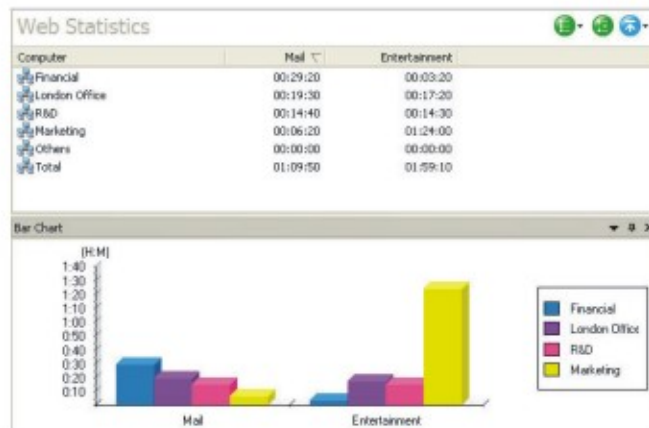 Web Statistics
Computer Mail Entertainment
Financial 00:29:20 00:03:20
London Office 00:19:30 00:17:20
R&D 00:14:40 00:14:30
Marketing 00:06:20 01:24:00
Others 00:00:00 00:00:00
Total 01:09:50 01:59:10
Bar Chart
[H:M]
1:40
1:30
1:20
1:10
1:00
0:50
0:40
0:30
0:20
0:10
Mail Entertainment
Financial
London Office
R&D
Marketing